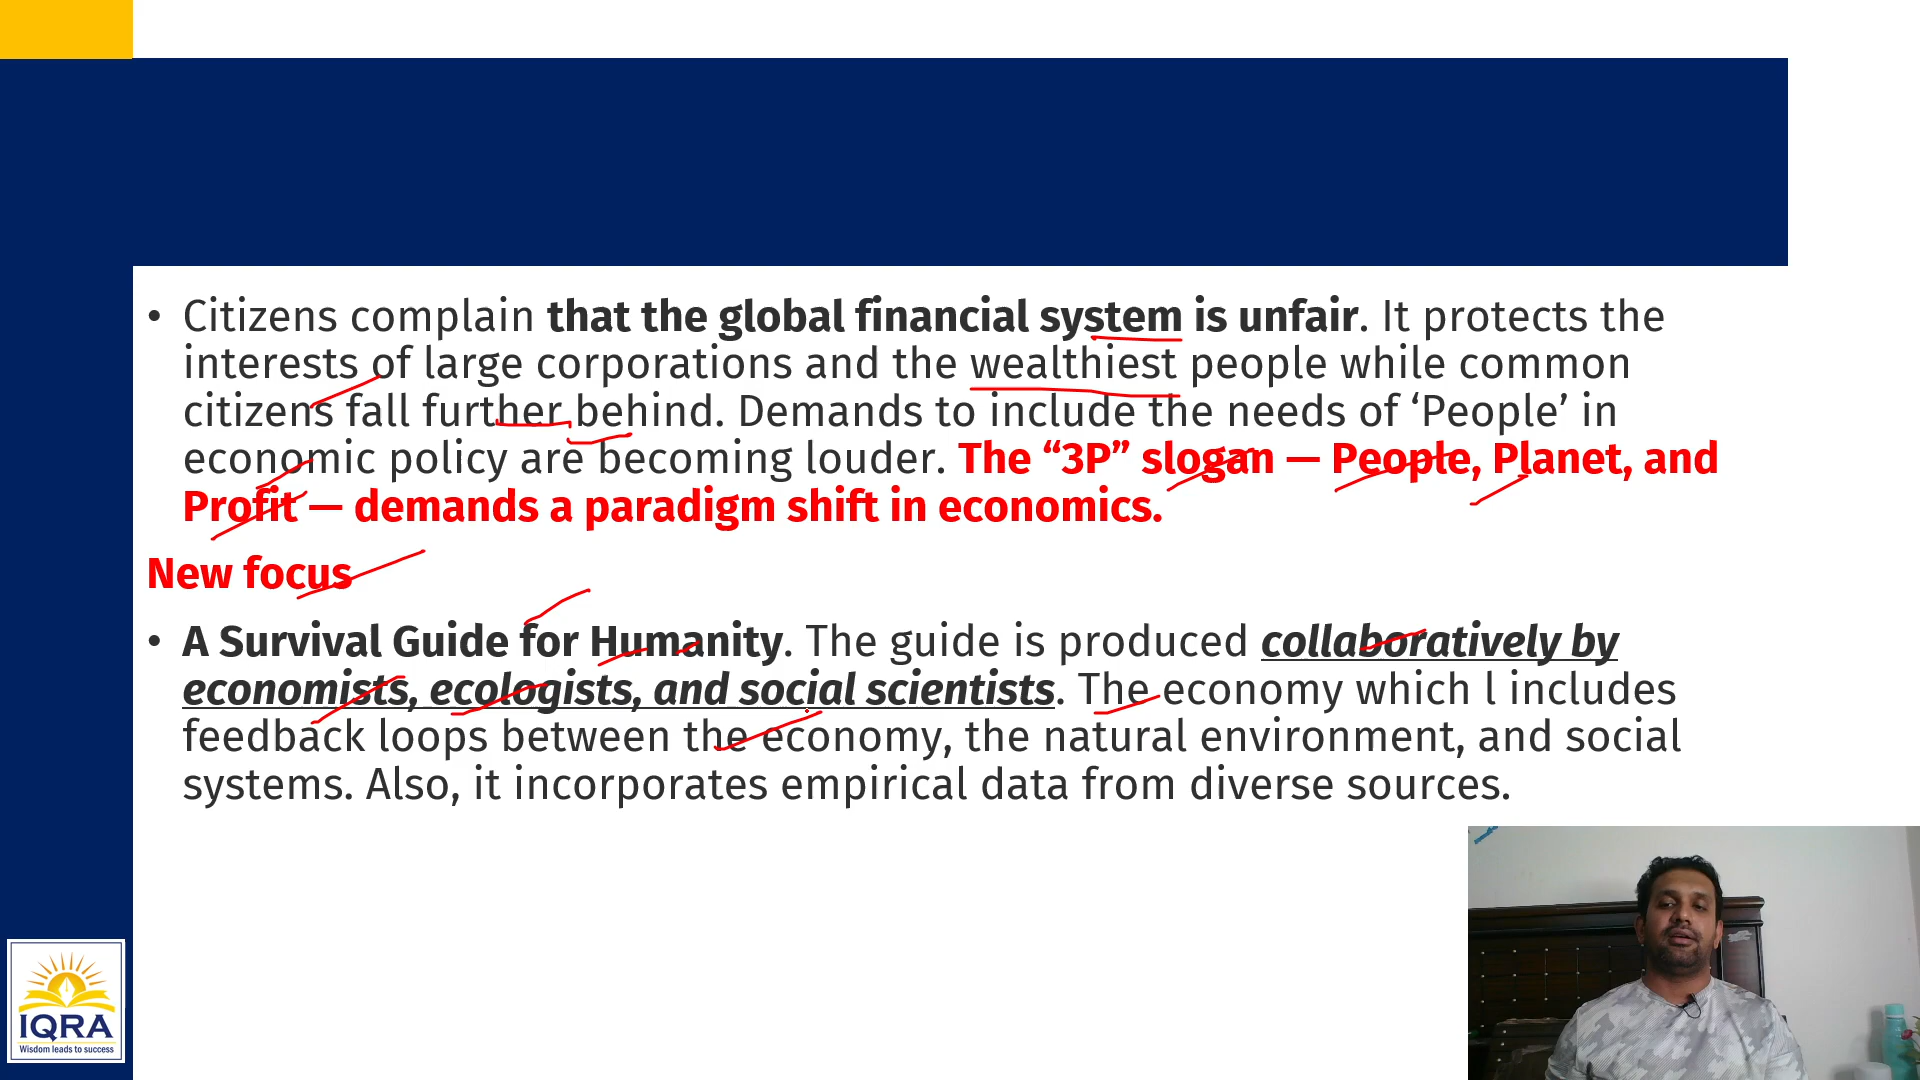 • Citizens complain that the global financial system is unfair. It protects the
interests of large corporations and the wealthiest people while common
citizens fall further behind. Demands to include the needs of ‘People’ in
economic policy are becoming louder. The “3P” slogan — People, Planet, and
Profit — demands a paradigm shift in economics.
New focus
• A Survival Guide for Humanity. The guide is produced collaboratively by
economists, ecologists, and social scientists. The economy which l includes
feedback loops between the economy, the natural environment, and social
systems. Also, it incorporates empirical data from diverse sources.
IQRA
Wisdom leads to success